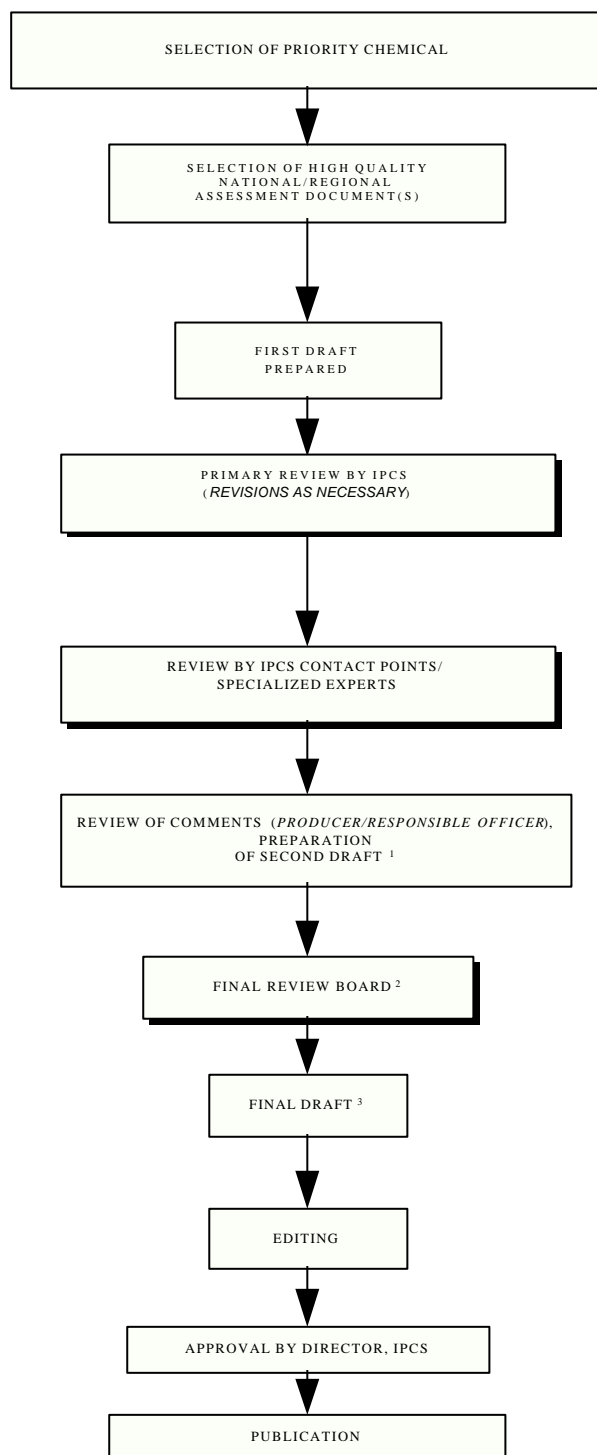 SELECTION OF PRIORITY CHEMICAL
SELECTION OF HIGH QUALITY
NATIONAL/REGIONAL
ASSESSMENT DOCUMENT(S)
FIRST DRAFT
PREPARED
PRIMARY REVIEW BY IPCS
(REVISIONS AS NECESSARY)
REVIEW BY IPCS CONTACT POINTS/
SPECIALIZED EXPERTS
REVIEW OF COMMENTS (PRODUCER/RESPONSIBLE OFFICER),
PREPARATION
OF SECOND DRAFT 1
FINAL REVIEW BOARD 2
FINAL DRAFT 3
EDITING
APPROVAL BY DIRECTOR, IPCS
PUBLICATION